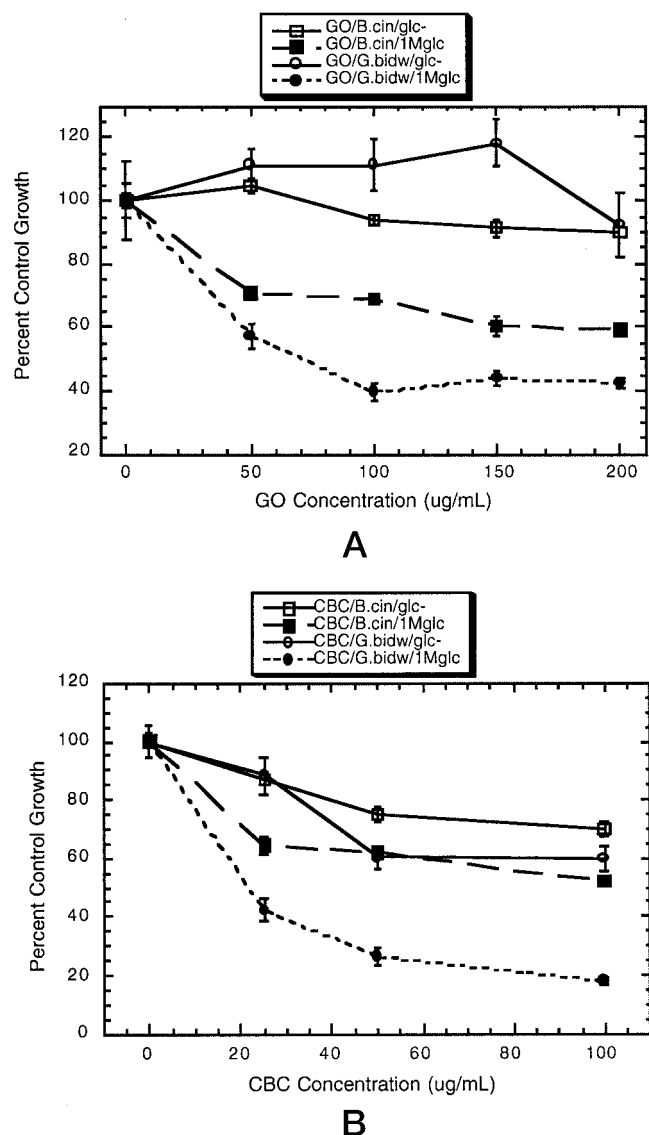 GO/B.cin/glc-
GO/B.cin/1Mglc
GO/G.bidw/glc-
GO/G.bidw/1Mglc
120
100
80
60
40
20
Percent Control Growth
0 50 100 150 200
GO Concentration (ug/mL)
A
CBC/B.cin/glc-
CBC/B.cin/1Mglc
CBC/G.bidw/glc-
CBC/G.bidw/1Mglc
120
100
80
60
40
20
0
Percent Control Growth
0 20 40 60 80 100
CBC Concentration (ug/mL)
B